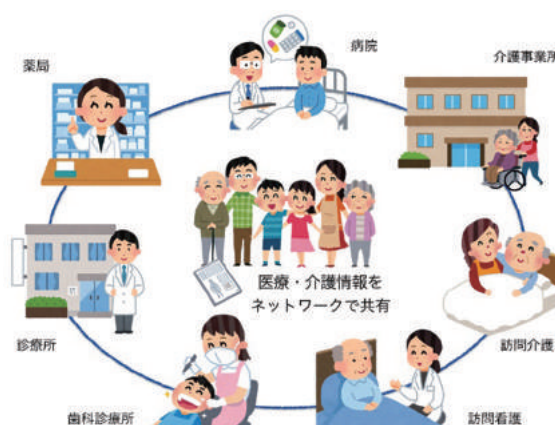 病院
薬局
介護事業所
医療・介護情報を
ネットワークで共有
診療所
訪問介護
歯科診療所
訪問看護